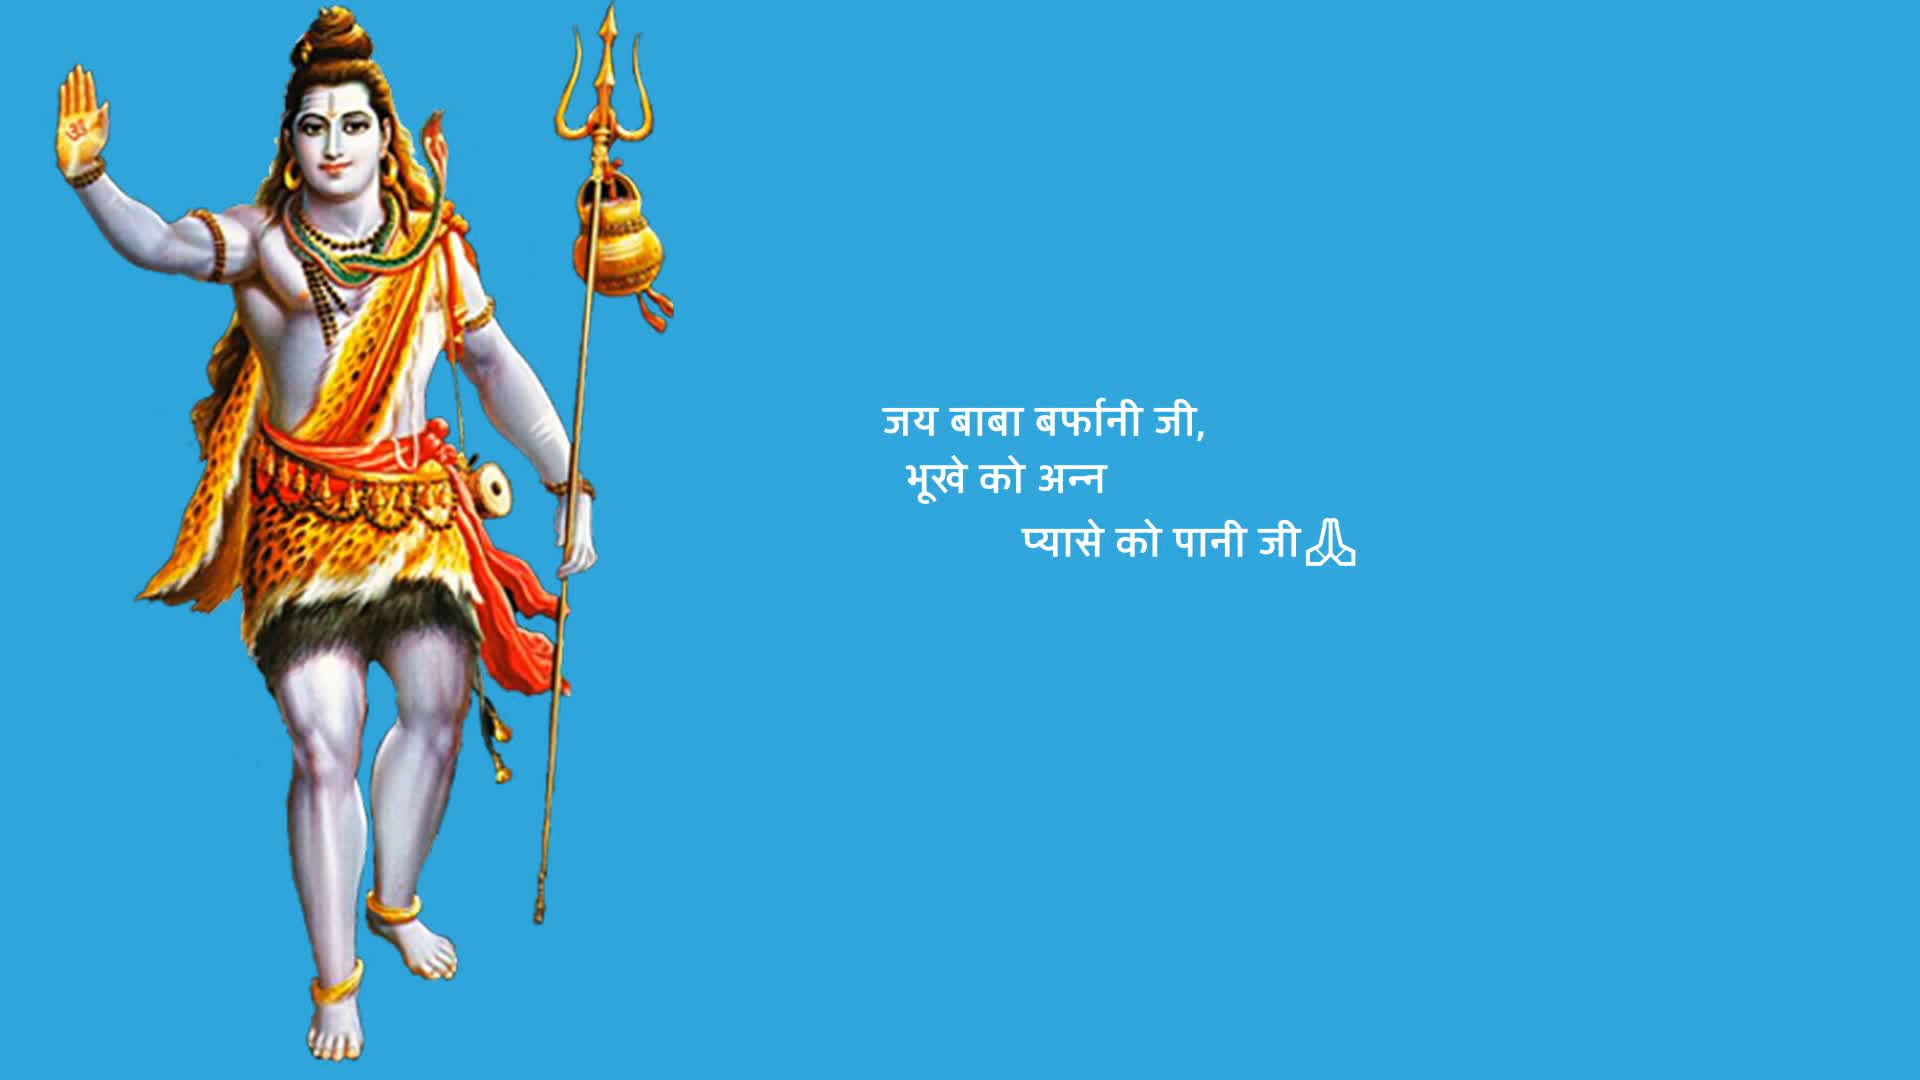 ॐ
जय बाबा बर्फानी जी,
भूखे को अन्न
प्यासे को पानी जी🙏